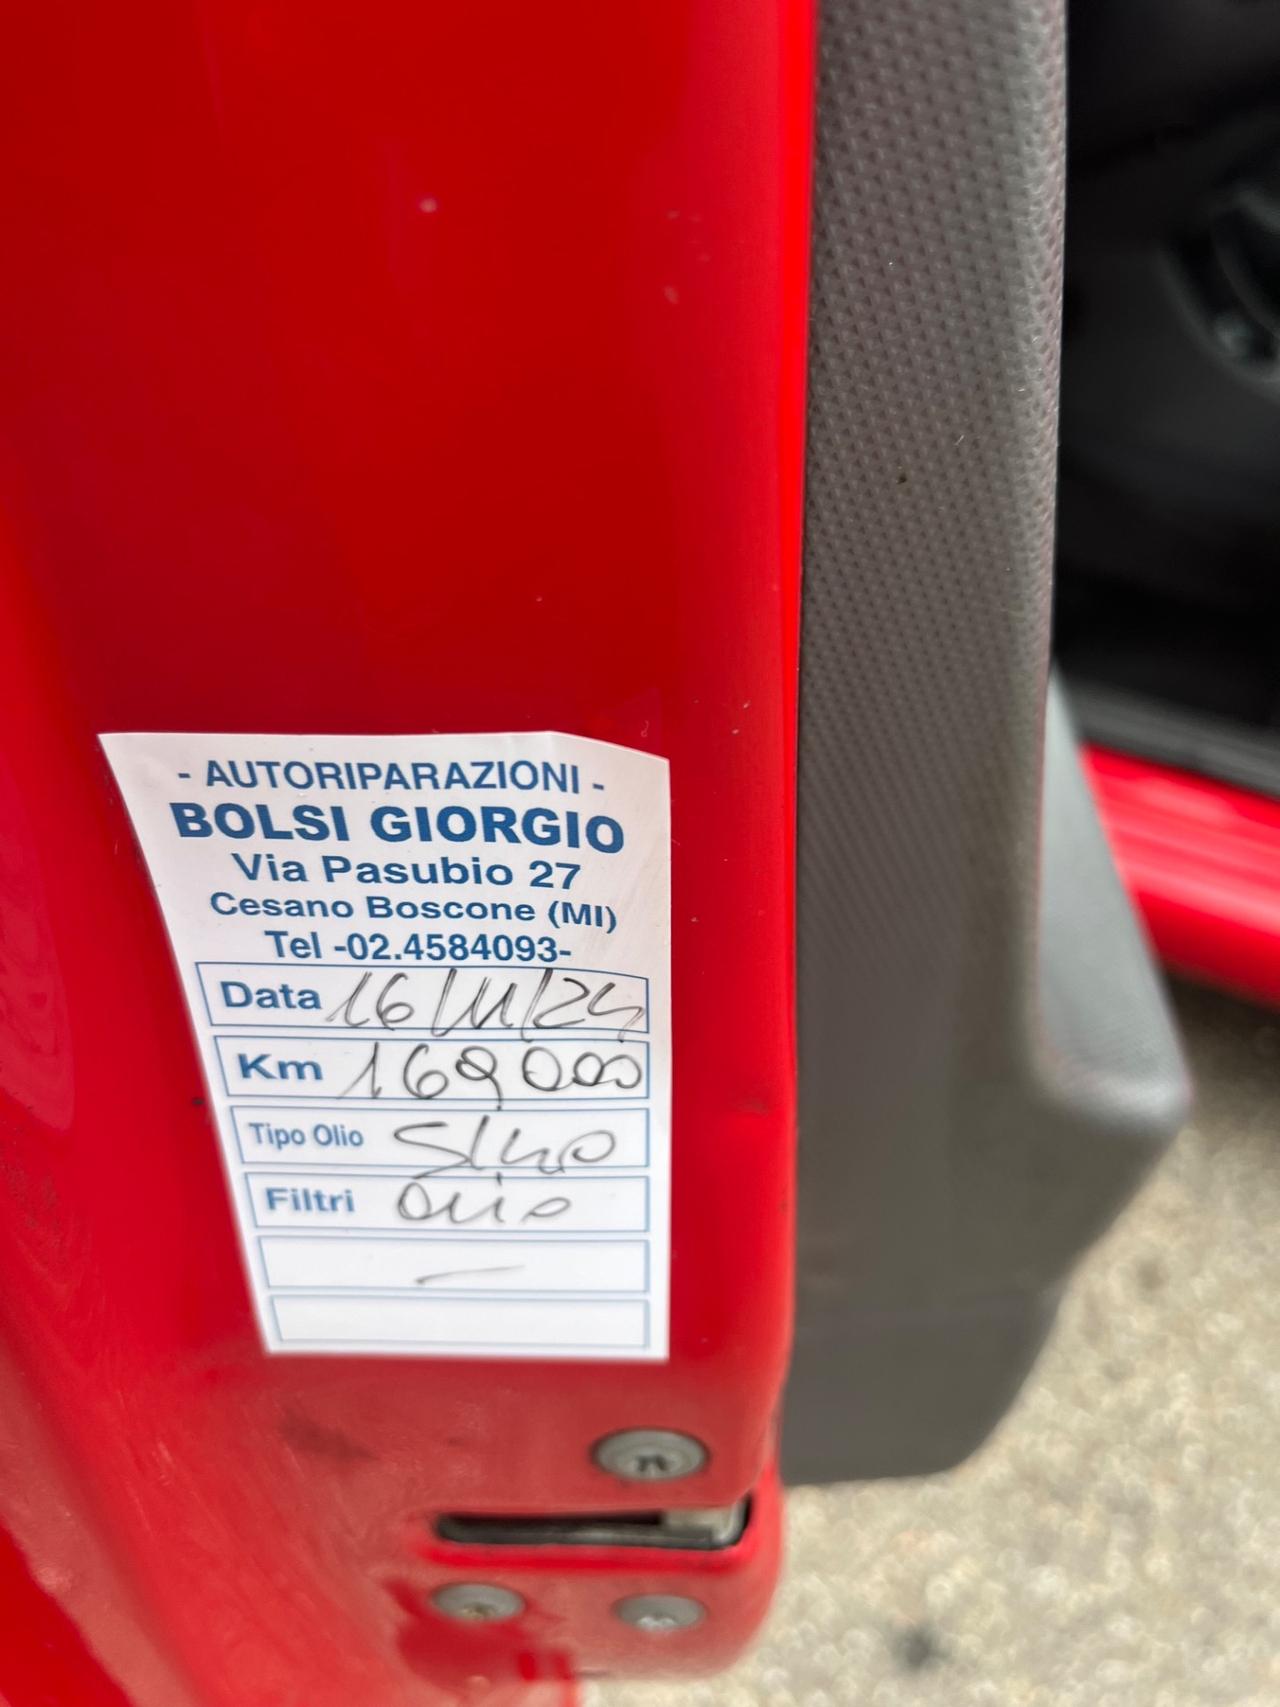 - AUTORIPARAZIONI -
BOLSI GIORGIO
Via Pasubio 27
Cesano Boscone (MI)
Tel -02.4584093-
Data 16/11/24
Km 169000
Tipo Olio
Filtri Olio